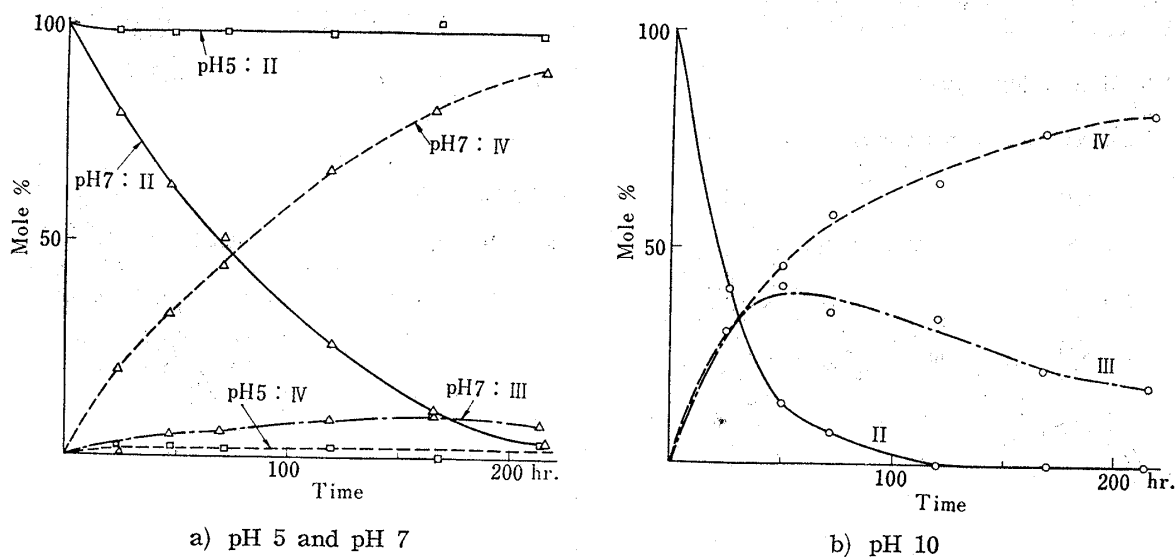 100
50
Mole %
pH5 : II
pH7 : II
pH7 : IV
pH5 : IV
pH7 : III
100
200 hr.
Time
a) pH 5 and pH 7
100
50
Mole %
IV
III
II
100
200 hr.
Time
b) pH 10